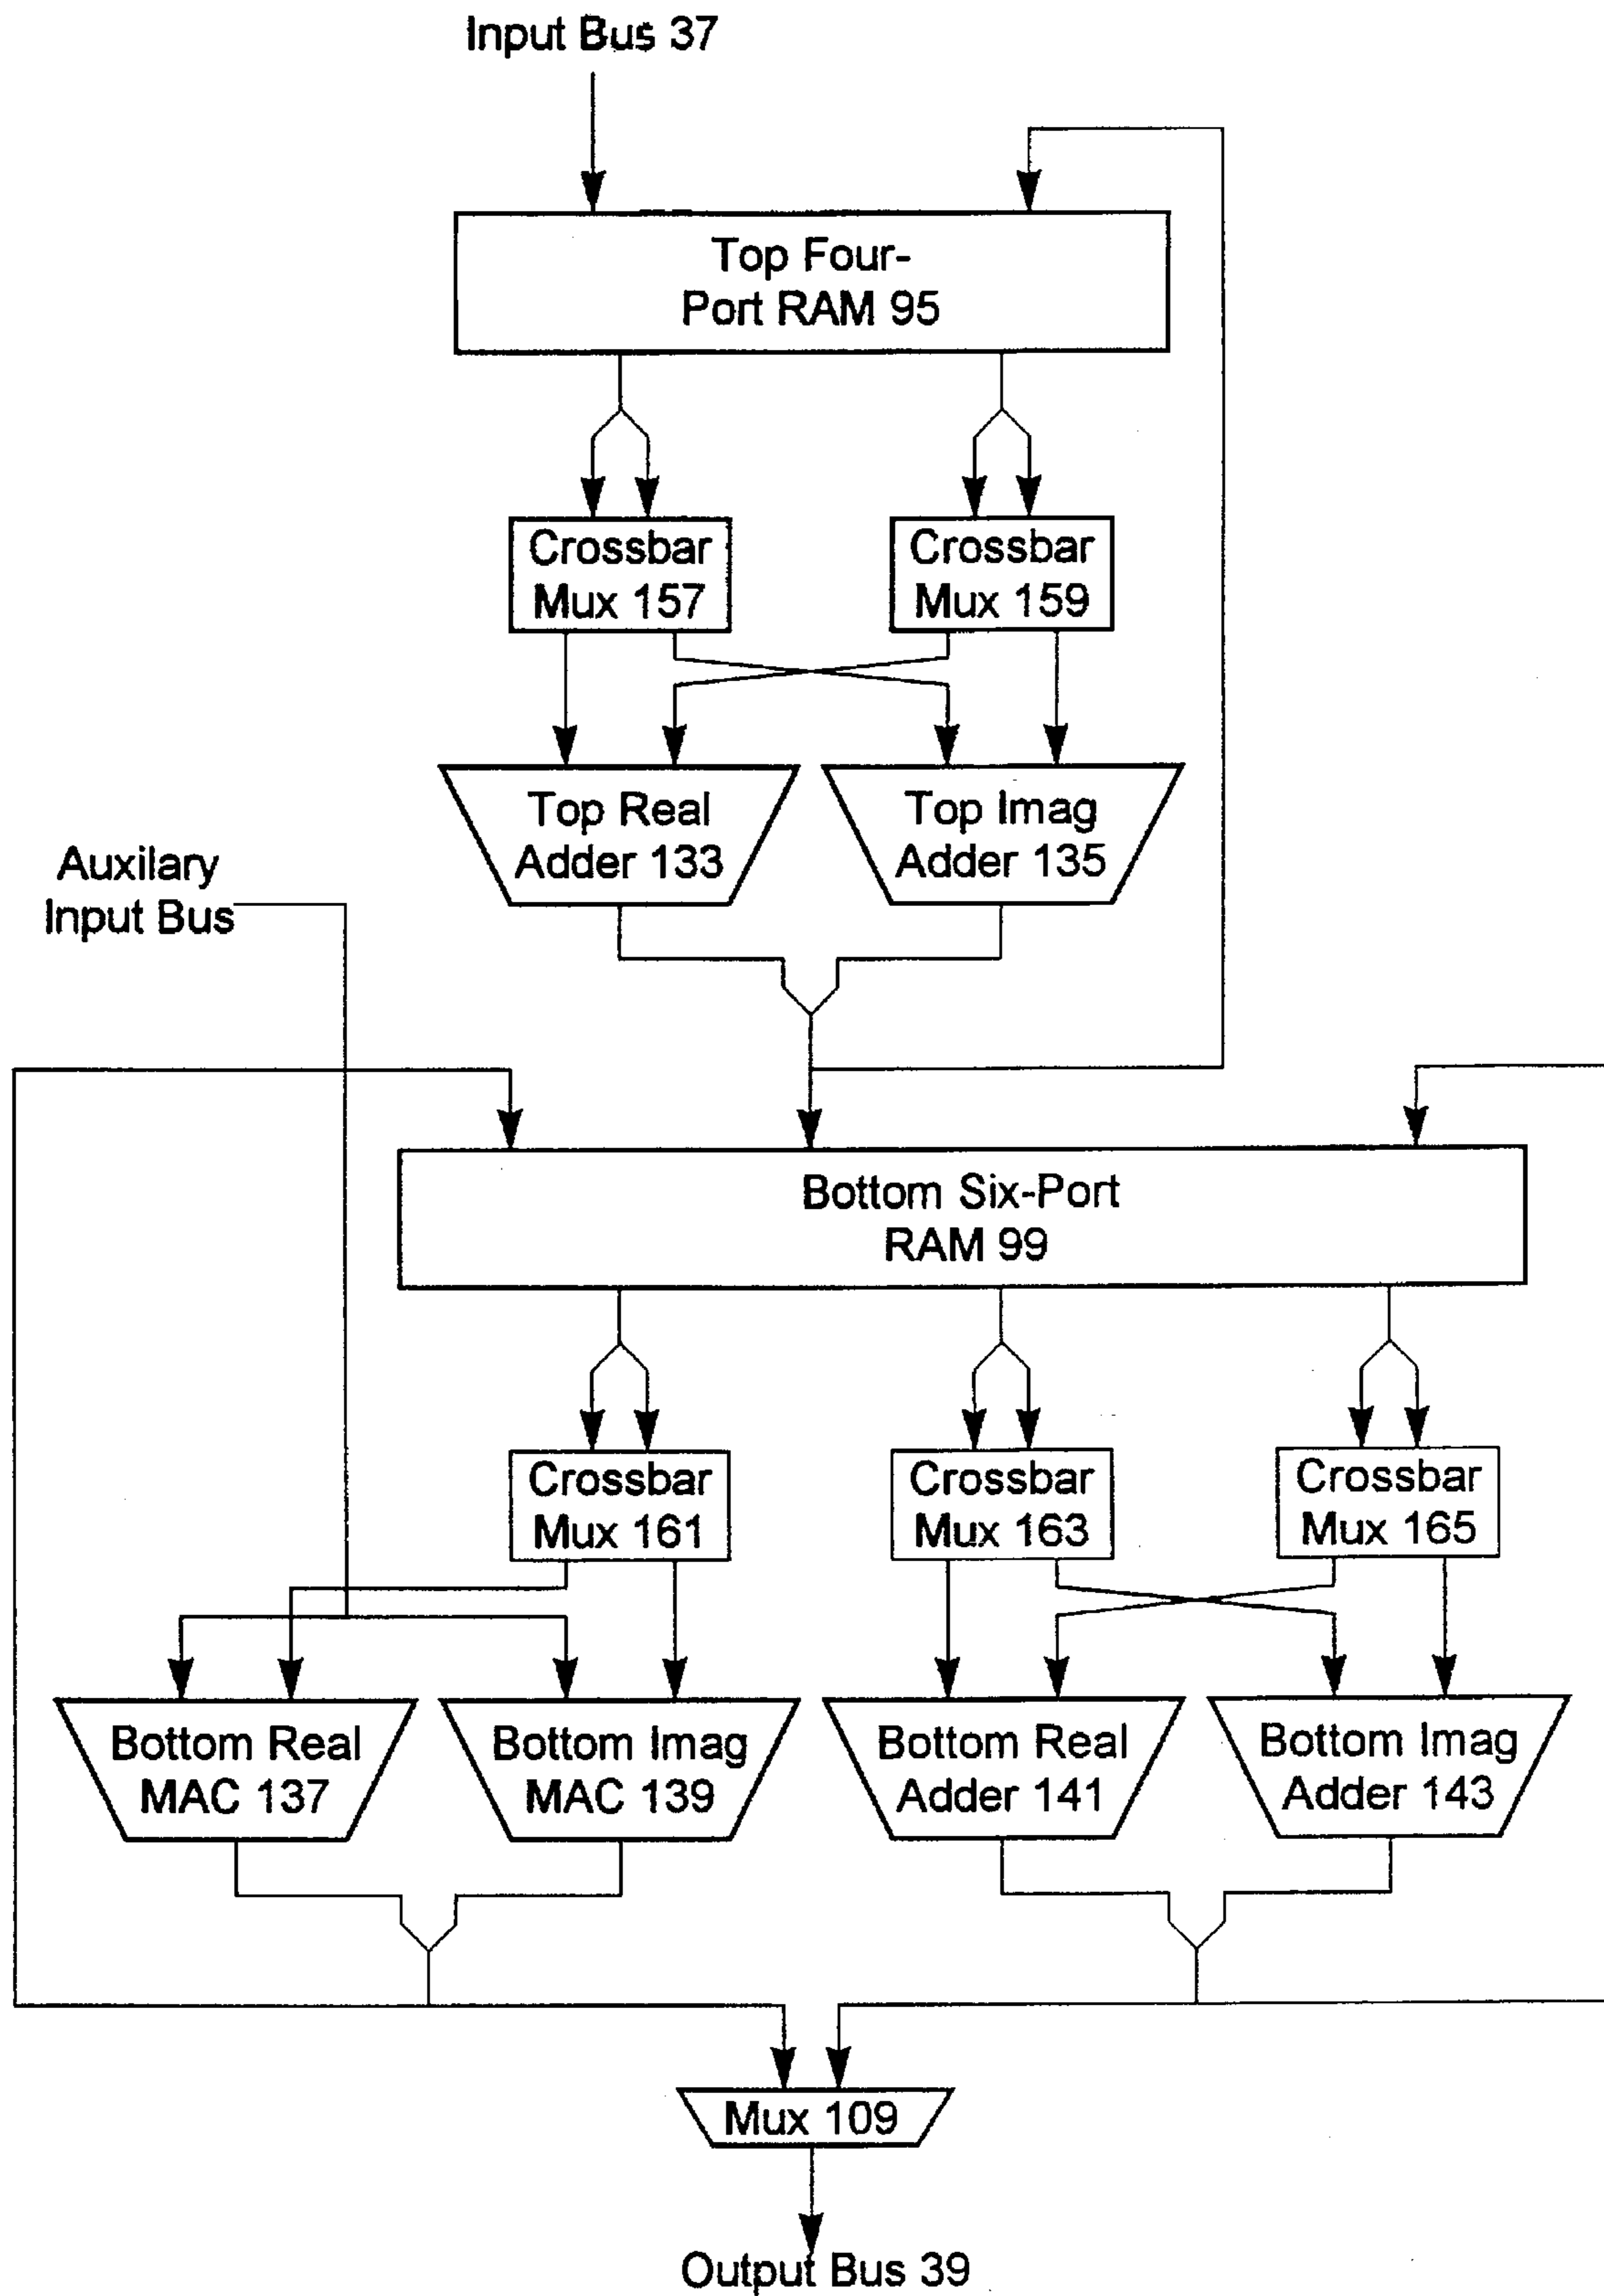 Input Bus 37
Top Four-
Port RAM 95
Crossbar
Mux 157
Crossbar
Mux 159
Top Real
Adder 133
Top Imag
Adder 135
Auxilary
Input Bus
Bottom Six-Port
RAM 99
Crossbar
Mux 161
Crossbar
Mux 163
Crossbar
Mux 165
Bottom Real
MAC 137
Bottom Imag
MAC 139
Bottom Real
Adder 141
Bottom Imag
Adder 143
Mux 109
Output Bus 39